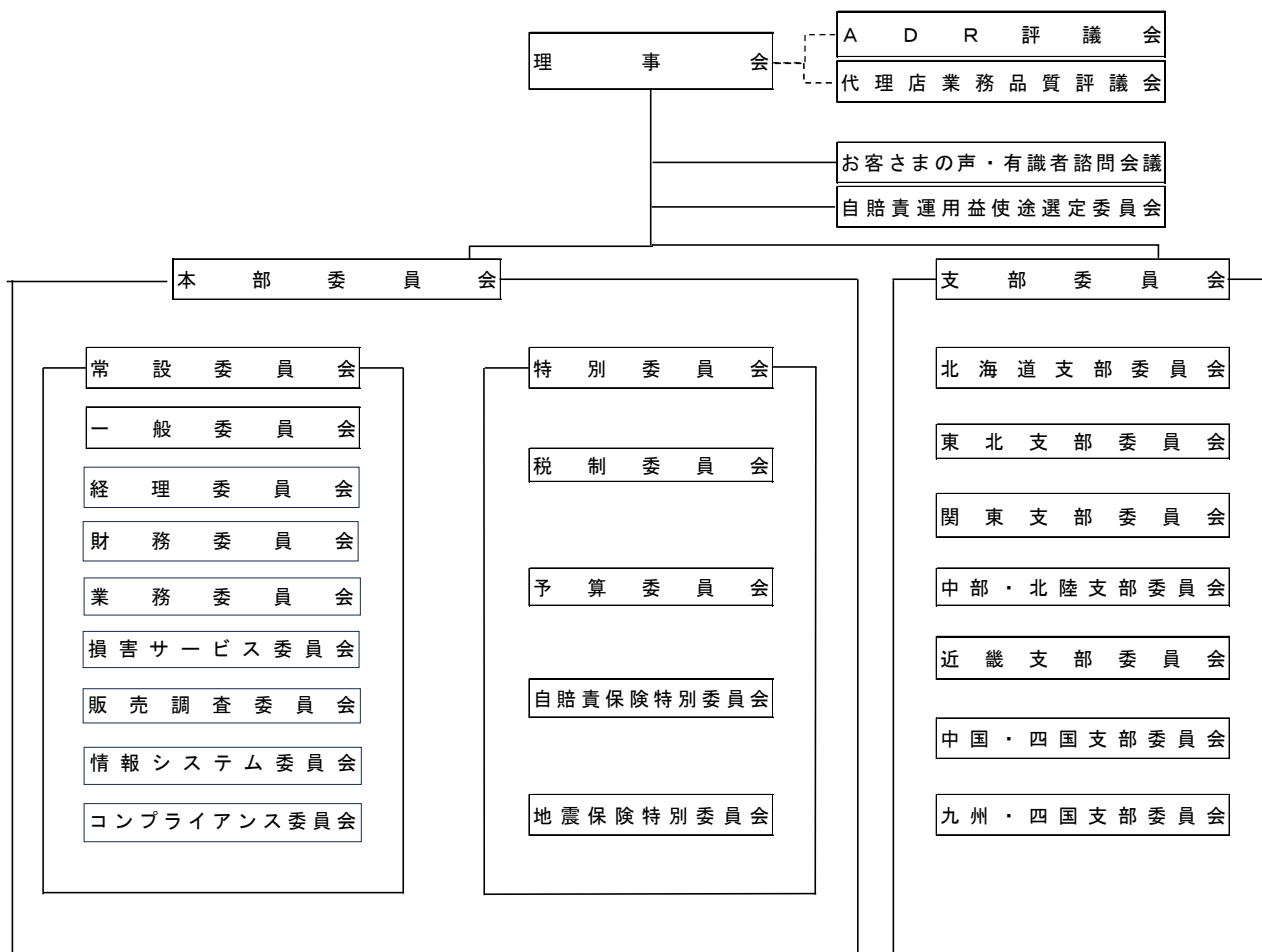 理事会
ADR評議会
代理店業務品質評議会
お客さまの声・有識者諮問会議
自賠責運用益使途選定委員会
本部委員会
常設委員会
一般委員会
経理委員会
財務委員会
業務委員会
損害サービス委員会
販売調査委員会
情報システム委員会
コンプライアンス委員会
特別委員会
税制委員会
予算委員会
自賠責保険特別委員会
地震保険特別委員会
支部委員会
北海道支部委員会
東北支部委員会
関東支部委員会
中部・北陸支部委員会
近畿支部委員会
中国・四国支部委員会
九州・四国支部委員会